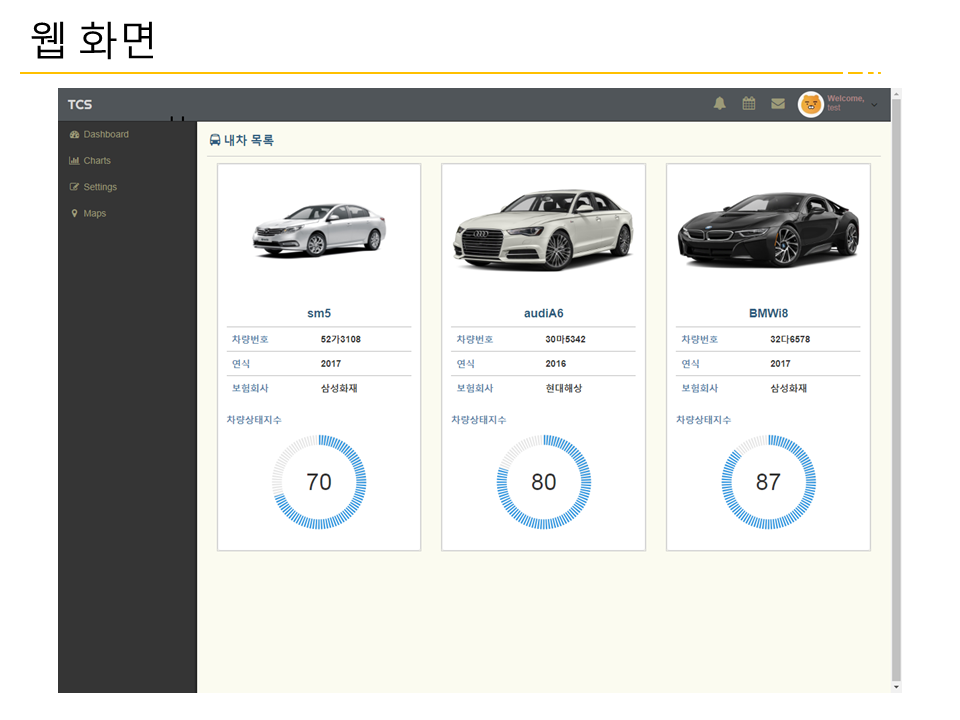 웹 화면
TCS
Welcome,
test
Dashboard
Charts
Settings
Maps
내차 목록
sm5
차량번호 52가3108
연식 2017
보험회사 삼성화재
차량상태지수
70
audiA6
차량번호 30마5342
연식 2016
보험회사 현대해상
차량상태지수
80
BMWi8
차량번호 32다6578
연식 2017
보험회사 삼성화재
차량상태지수
87